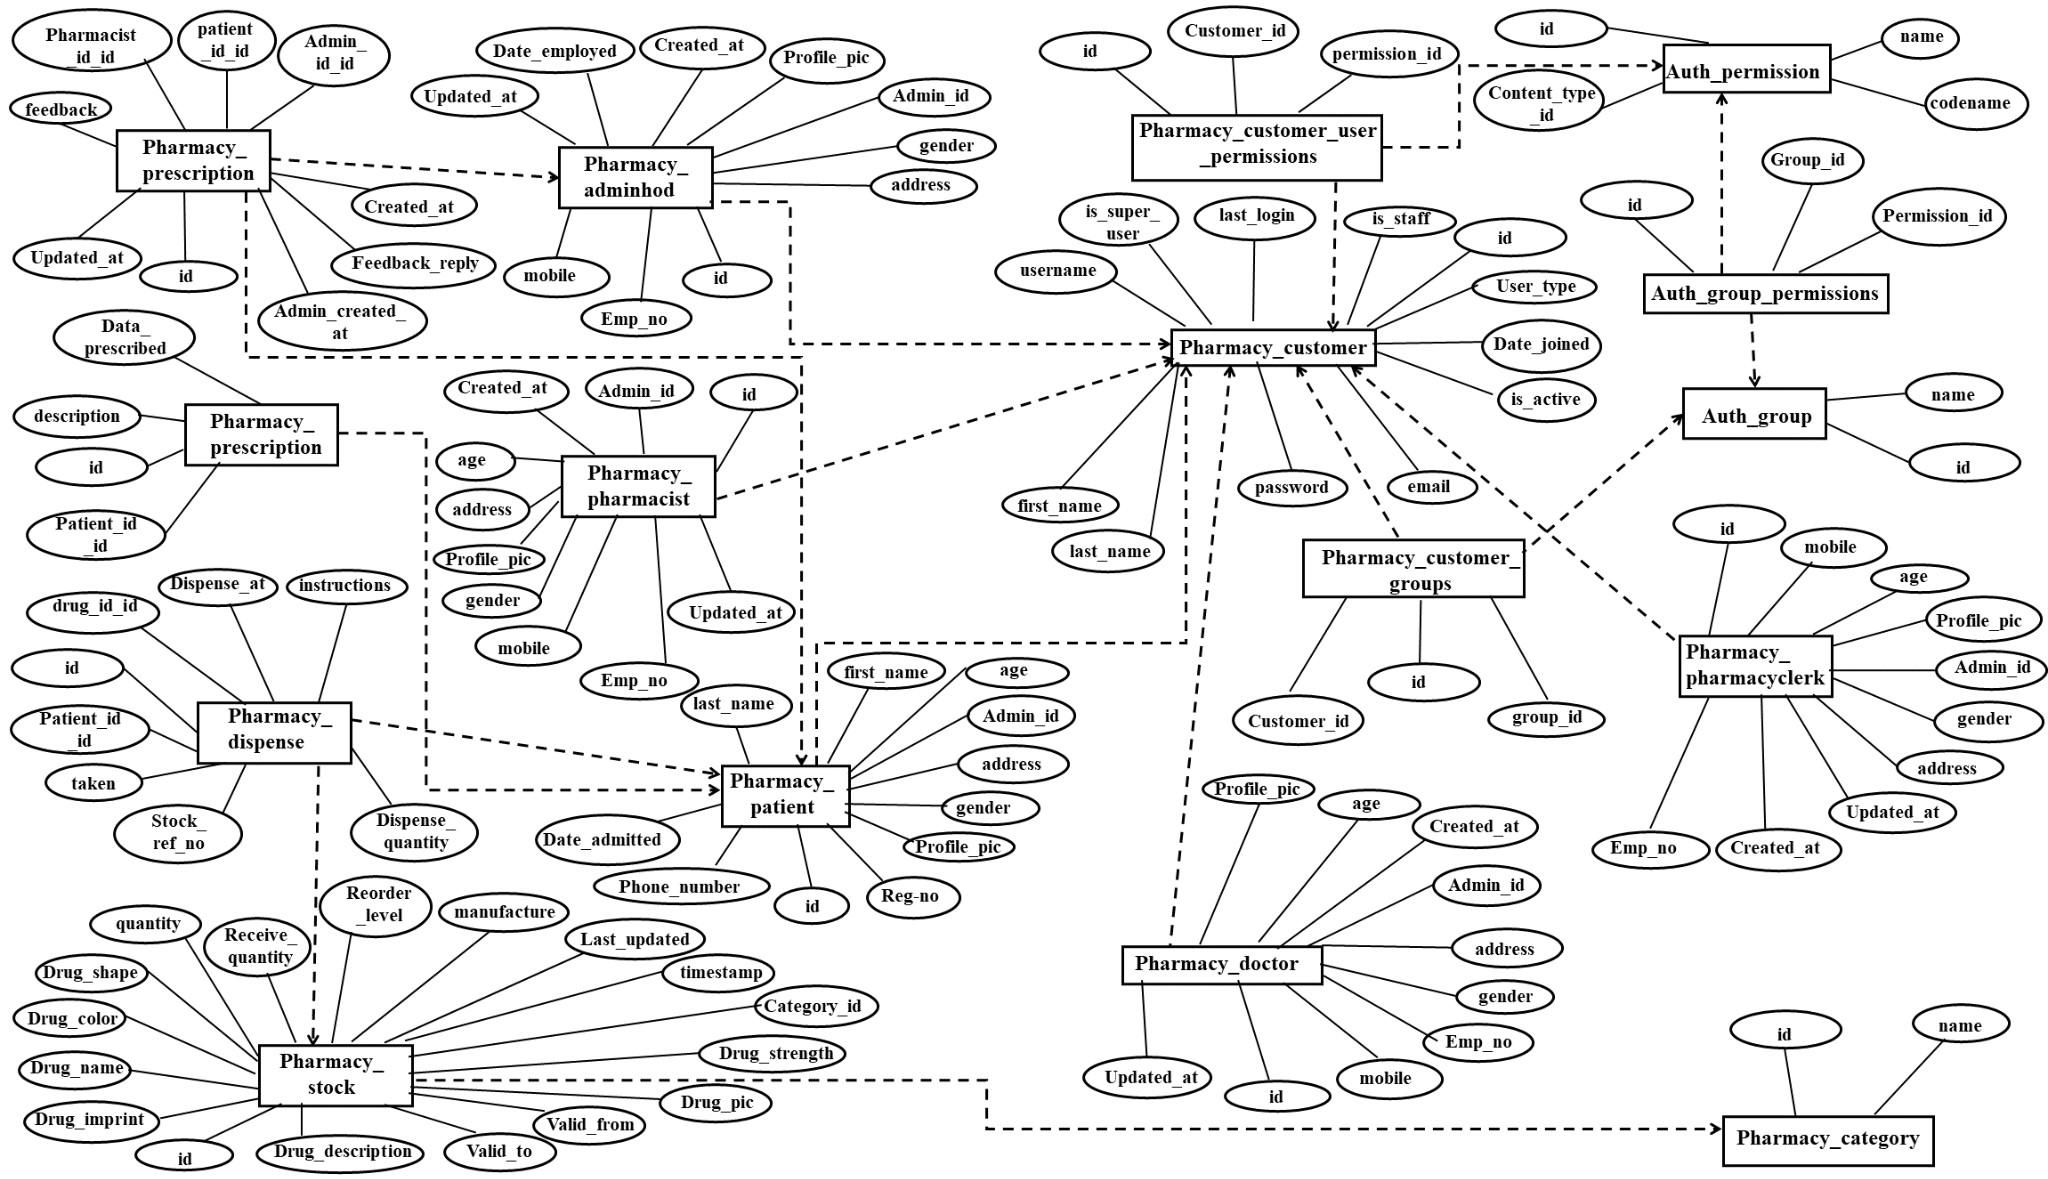 Pharmacist
_id_id
patient
_id_id
Admin_
id_id
feedback
Pharmacy_
prescription
Created_at
Feedback_reply
Admin_created_
at
id
Updated_at
Date_employed
Created_at
Profile_pic
Updated_at
Admin_id
gender
address
Pharmacy_
adminhod
mobile
Emp_no
id
id
Customer_id
permission_id
Pharmacy_customer_user
_permissions
id
name
Auth_permission
Content_type
_id
codename
Group_id
id
Permission_id
Auth_group_permissions
is_super_
user
last_login
is_staff
id
username
User_type
Pharmacy_customer
Date_joined
is_active
first_name
last_name
password
email
Auth_group
name
id
Data_
prescribed
description
Pharmacy_
prescription
id
Patient_id
_id
Created_at
Admin_id
id
age
address
Pharmacy_
pharmacist
Profile_pic
gender
mobile
Emp_no
Updated_at
Pharmacy_customer_
groups
Customer_id
id
group_id
id
mobile
age
Profile_pic
Pharmacy_
pharmacyclerk
Admin_id
gender
address
Updated_at
Created_at
Emp_no
Dispense_at
instructions
drug_id_id
id
Patient_id
_id
Pharmacy_
dispense
taken
Stock_
ref_no
Dispense_
quantity
last_name
first_name
age
Admin_id
address
Pharmacy_
patient
gender
Profile_pic
Date_admitted
Phone_number
id
Reg-no
Profile_pic
age
Created_at
Admin_id
address
Pharmacy_doctor
gender
Emp_no
mobile
id
Updated_at
quantity
Receive_
quantity
Reorder
_level
manufacture
Last_updated
timestamp
Category_id
Drug_shape
Drug_color
Drug_name
Drug_imprint
Pharmacy_
stock
Drug_strength
Drug_pic
Valid_from
Valid_to
Drug_description
id
id
name
Pharmacy_category